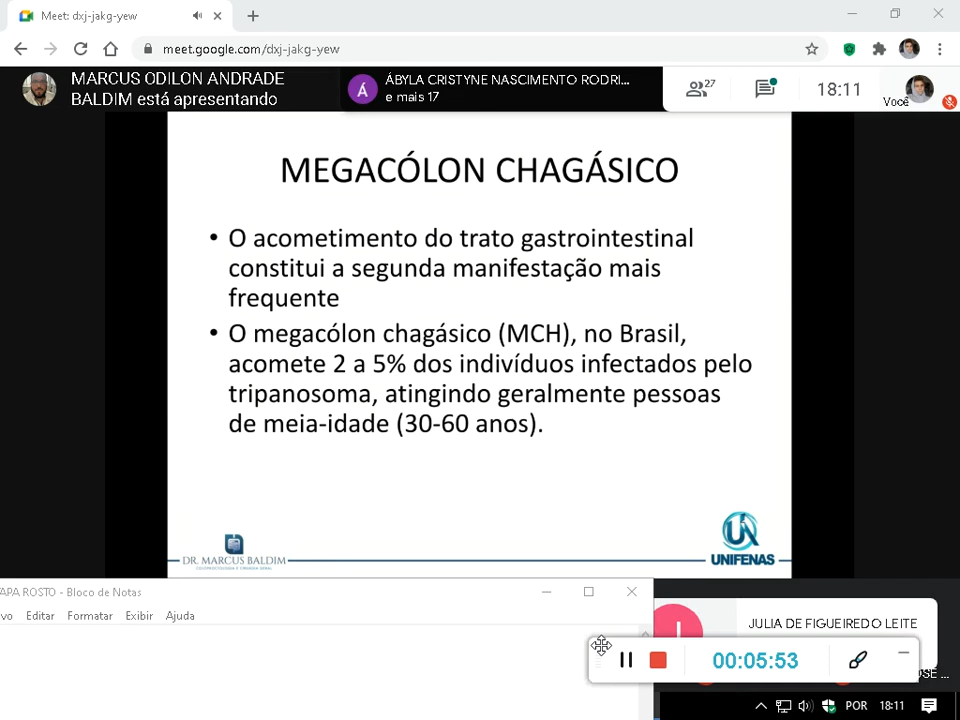 Meet: dxj-jakg-yew
meet.google.com/dxj-jakg-yew
MARCUS ODILON ANDRADE
BALDIM está apresentando
Á
ÁBYLA CRISTYNE NASCIMENTO RODRI...
e mais 17
27
18:11
Você
MEGACÓLON CHAGÁSICO
• O acometimento do trato gastrointestinal
constitui a segunda manifestação mais
frequente
• O megacólon chagásico (MCH), no Brasil,
acomete 2 a 5% dos indivíduos infectados pelo
tripanosoma, atingindo geralmente pessoas
de meia-idade (30-60 anos).
DR. MARCUS BALDIM
COLOPROCTOLOGIA E CIRURGIA GERAL
UNIFENAS
APA ROSTO - Bloco de Notas
vo Editar Formatar Exibir Ajuda
JULIA DE FIGUEIREDO LEITE
00:05:53
OSE ...
POR 18:11